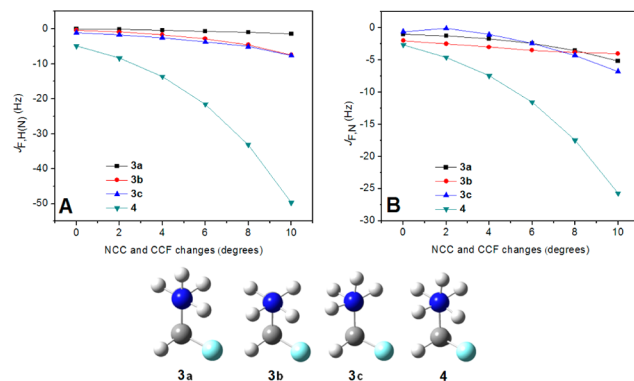 0
-10
-20
-30
-40
-50
J_F,H(N) (Hz)
3a
3b
3c
4
A
0 2 4 6 8 10
NCC and CCF changes (degrees)
0
-5
-10
-15
-20
-25
-30
J_F,N (Hz)
3a
3b
3c
4
B
0 2 4 6 8 10
NCC and CCF changes (degrees)
3a 3b 3c 4